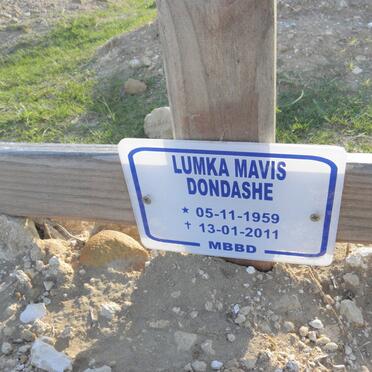 LUMKA MAVIS
DONDASHE
★ 05-11-1959
✝ 13-01-2011
MBBD